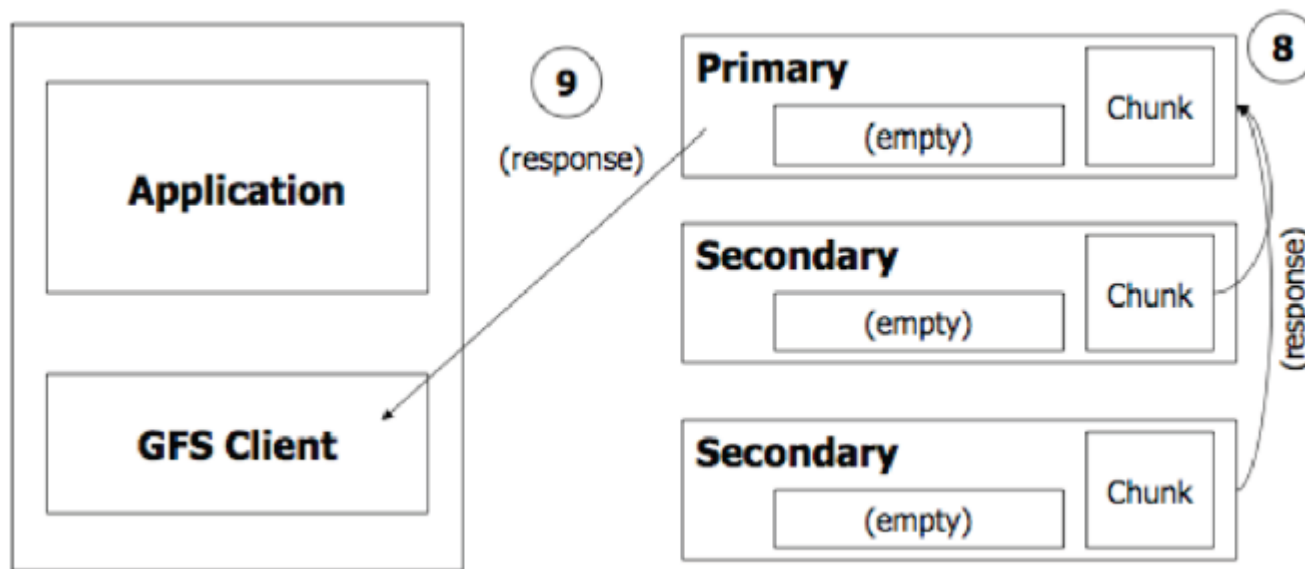 Application
GFS Client
9
(response)
Primary
(empty)
Chunk
8
Secondary
(empty)
Chunk
(response)
Secondary
(empty)
Chunk